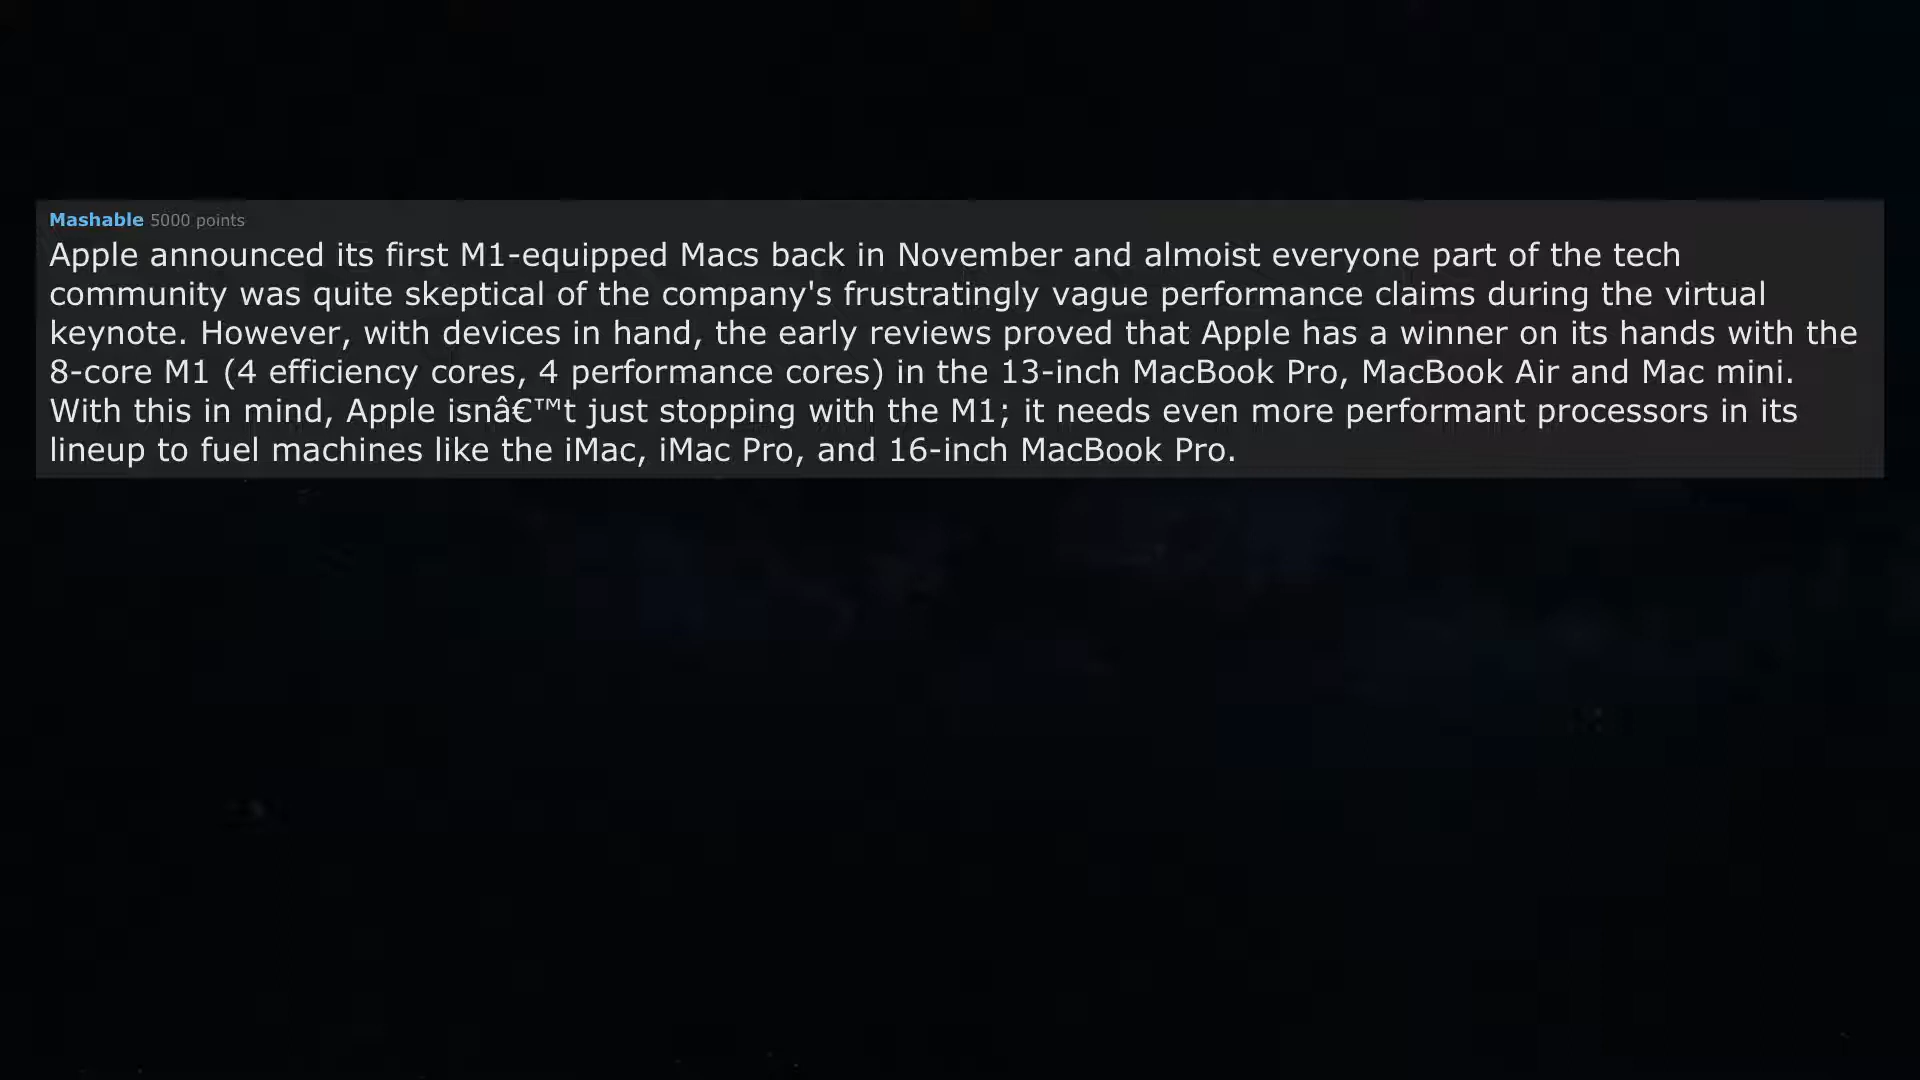 Mashable 5000 points
Apple announced its first M1-equipped Macs back in November and almoist everyone part of the tech
community was quite skeptical of the company's frustratingly vague performance claims during the virtual
keynote. However, with devices in hand, the early reviews proved that Apple has a winner on its hands with the
8-core M1 (4 efficiency cores, 4 performance cores) in the 13-inch MacBook Pro, MacBook Air and Mac mini.
With this in mind, Apple isnâ€™t just stopping with the M1; it needs even more performant processors in its
lineup to fuel machines like the iMac, iMac Pro, and 16-inch MacBook Pro.